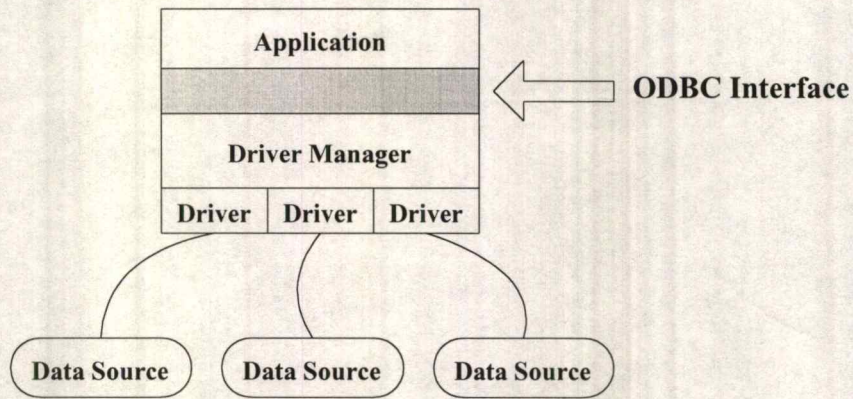 Application
ODBC Interface
Driver Manager
Driver Driver Driver
Data Source Data Source Data Source